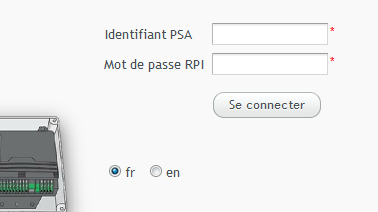 Identifiant PSA *
Mot de passe RPI *
Se connecter
fr en